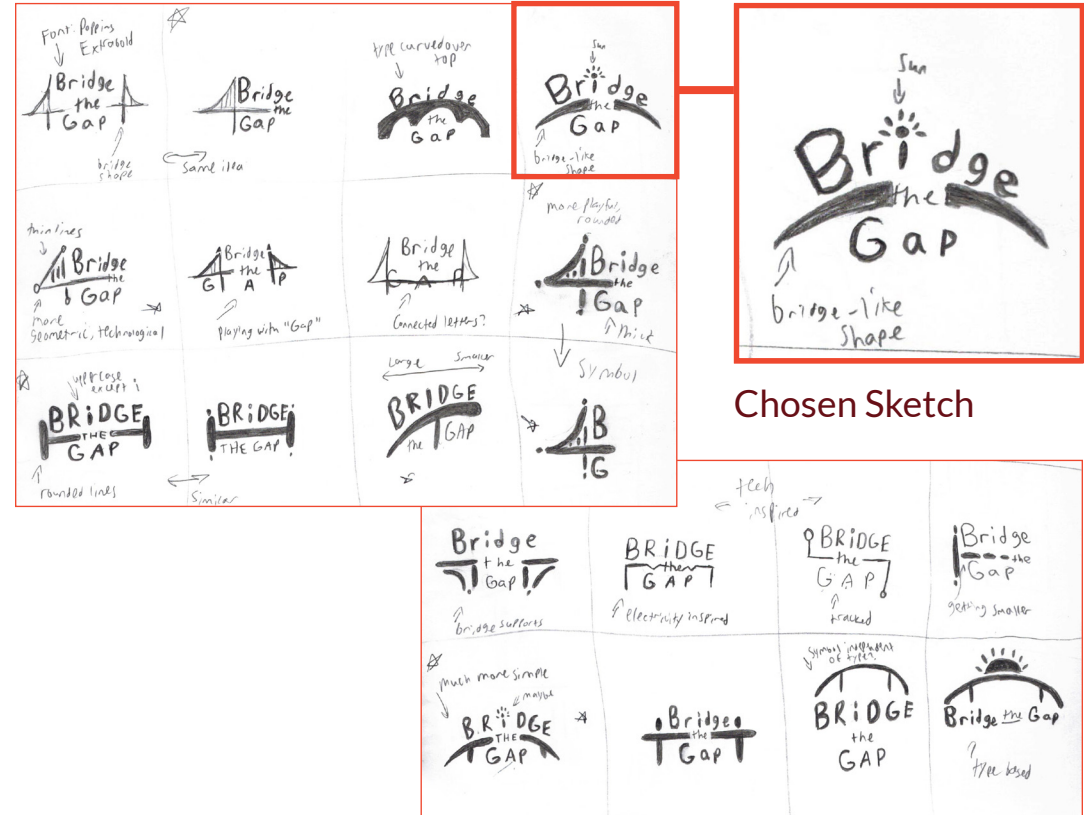 Font: Poppins
Extrabold
Bridge
the
Gap
bridge
shape
Bridge
the
Gap
Same idea
type curved over
top
Bridge
the
Gap
Sun
Bridge
the
Gap
bridge-like
shape
Sun
Bridge
the
Gap
bridge-like
shape
Chosen Sketch
thin lines
Bridge
the
Gap
more
geometric, technological
Bridge
the
G A P
playing with "Gap"
Bridge
the
G A P
Connected letters?
more playful,
rounded
Bridge
the
Gap
thick
Symbol
B
G
uppercase
except i
BRiDGE
THE
GAP
rounded lines
BRiDGE
THE GAP
Similar
Large Smaller
BRIDGE
the GAP
tech
inspired
Bridge
the
Gap
bridge supports
BRiDGE
the
GAP
electricity inspired
BRiDGE
the
GAP
tracked
Bridge
the
Gap
getting smaller
much more simple
maybe
BRiDGE
THE
GAP
Bridge
the
Gap
Symbol independent
of type?
BRiDGE
the
GAP
Bridge the Gap
type based